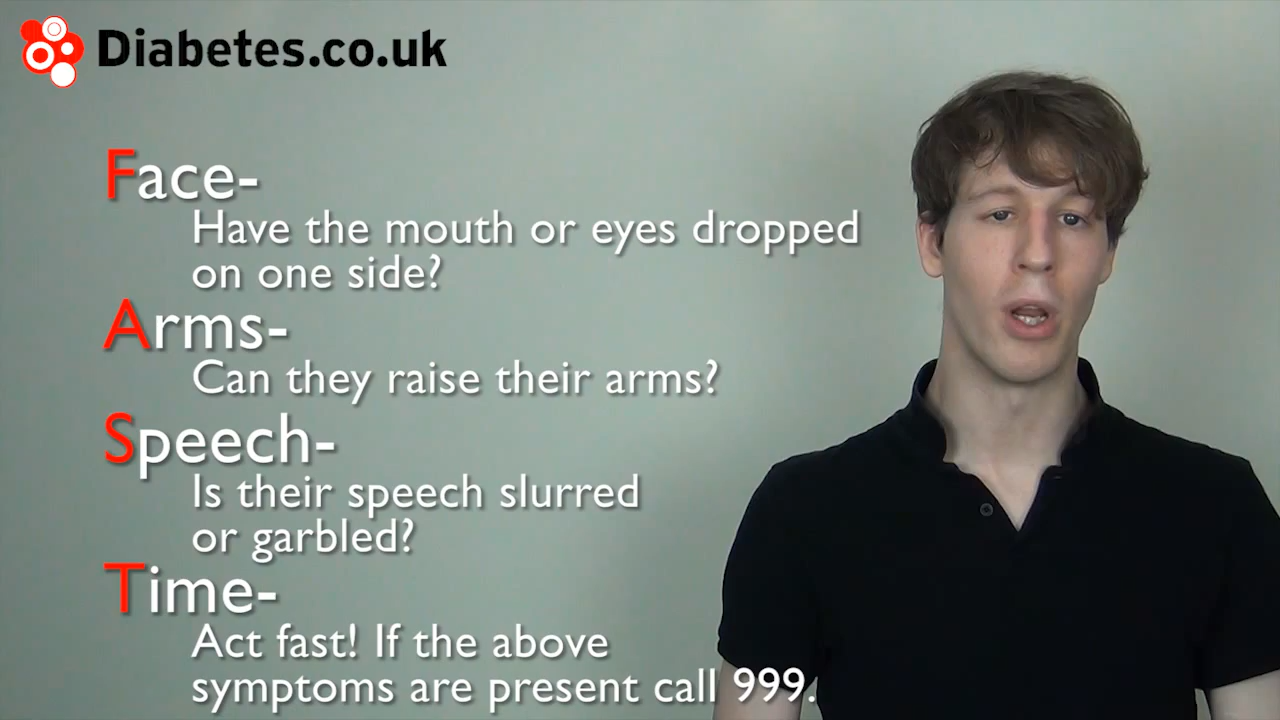 Diabetes.co.uk
Face-
Have the mouth or eyes dropped
on one side?
Arms-
Can they raise their arms?
Speech-
Is their speech slurred
or garbled?
Time-
Act fast! If the above
symptoms are present call 999.